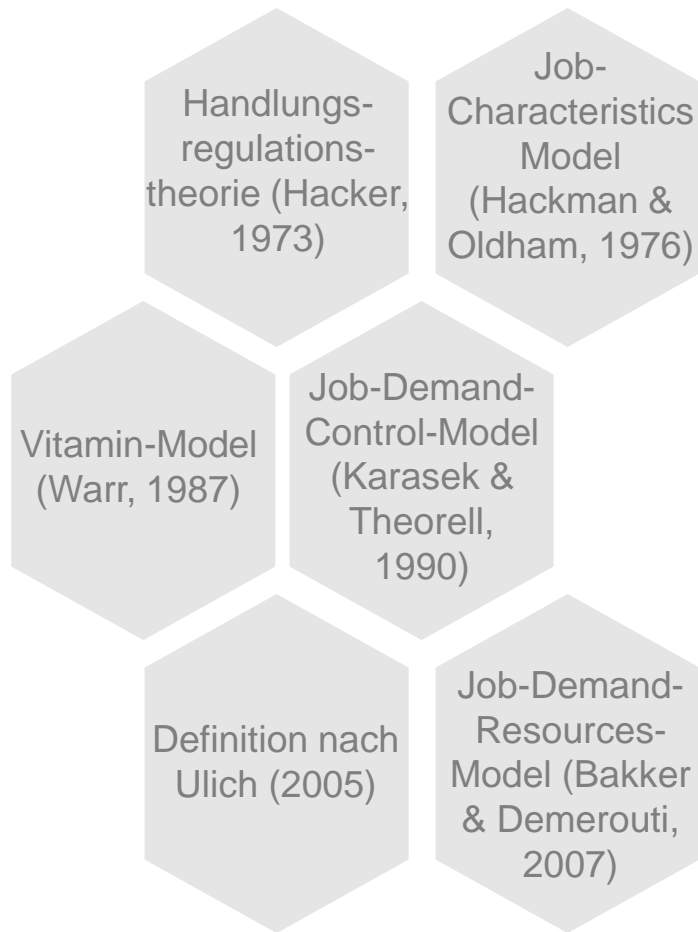 Handlungs-
regulations-
theorie (Hacker,
1973)
Job-
Characteristics
Model
(Hackman &
Oldham, 1976)
Vitamin-Model
(Warr, 1987)
Job-Demand-
Control-Model
(Karasek &
Theorell,
1990)
Definition nach
Ulich (2005)
Job-Demand-
Resources-
Model (Bakker
& Demerouti,
2007)